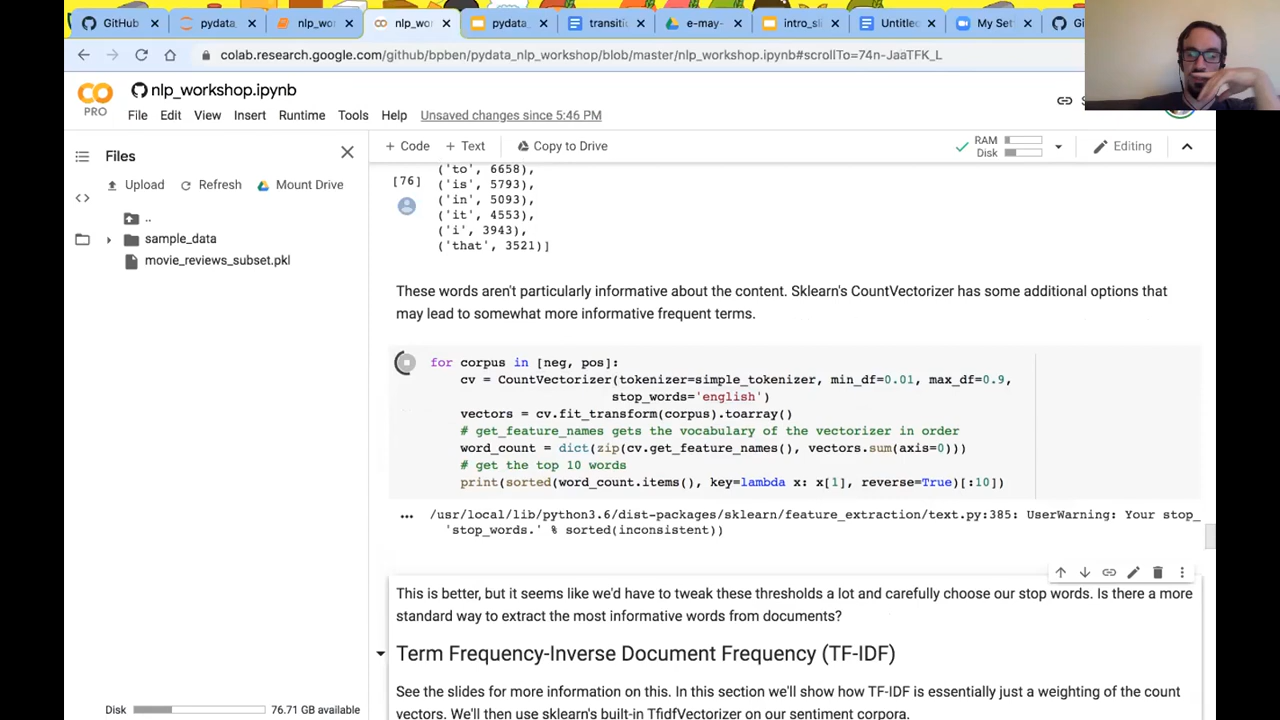 GitHub
pydata
nlp_wo
nlp_wor
pydata
transitio
e-may-
intro_sli
Untitled
My Set
Gi
colab.research.google.com/github/bpben/pydata_nlp_workshop/blob/master/nlp_workshop.ipynb#scrollTo=74n-JaaTFK_L
PRO
nlp_workshop.ipynb
File Edit View Insert Runtime Tools Help Unsaved changes since 5:46 PM
Files
+ Code + Text Copy to Drive
RAM
Disk
Editing
Upload Refresh Mount Drive
..
sample_data
movie_reviews_subset.pkl
[76]
('to', 6658),
('is', 5793),
('in', 5093),
('it', 4553),
('i', 3943),
('that', 3521)]
These words aren't particularly informative about the content. Sklearn's CountVectorizer has some additional options that
may lead to somewhat more informative frequent terms.
for corpus in [neg, pos]:
cv = CountVectorizer(tokenizer=simple_tokenizer, min_df=0.01, max_df=0.9,
stop_words='english')
vectors = cv.fit_transform(corpus).toarray()
# get_feature_names gets the vocabulary of the vectorizer in order
word_count = dict(zip(cv.get_feature_names(), vectors.sum(axis=0)))
# get the top 10 words
print(sorted(word_count.items(), key=lambda x: x[1], reverse=True)[:10])
/usr/local/lib/python3.6/dist-packages/sklearn/feature_extraction/text.py:385: UserWarning: Your stop_
'stop_words.' % sorted(inconsistent))
This is better, but it seems like we'd have to tweak these thresholds a lot and carefully choose our stop words. Is there a more
standard way to extract the most informative words from documents?
Term Frequency-Inverse Document Frequency (TF-IDF)
See the slides for more information on this. In this section we'll show how TF-IDF is essentially just a weighting of the count
vectors. We'll then use sklearn's built-in TfidfVectorizer on our sentiment corpora.
Disk 76.71 GB available